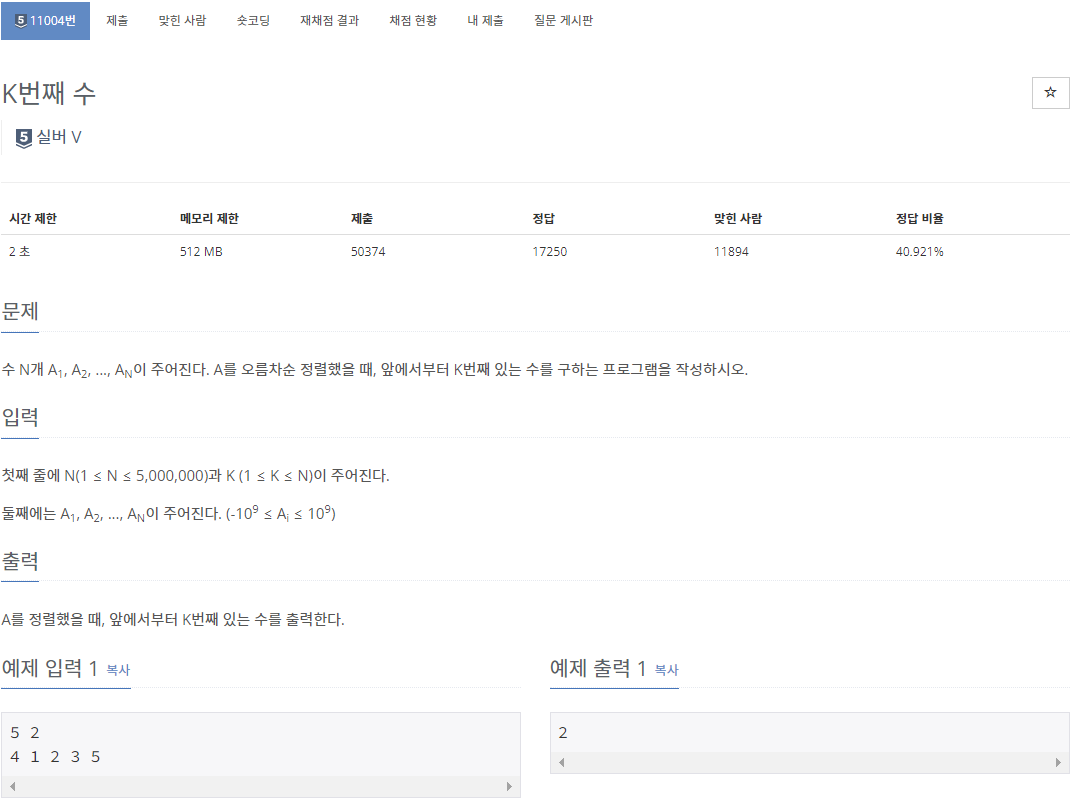 5 11004번 제출 맞힌 사람 숏코딩 재채점 결과 채점 현황 내 제출 질문 게시판
K번째 수
☆
5 실버 V
시간 제한 메모리 제한 제출 정답 맞힌 사람 정답 비율
2 초 512 MB 50374 17250 11894 40.921%
문제
수 N개 A1, A2, ..., AN이 주어진다. A를 오름차순 정렬했을 때, 앞에서부터 K번째 있는 수를 구하는 프로그램을 작성하시오.
입력
첫째 줄에 N(1 ≤ N ≤ 5,000,000)과 K (1 ≤ K ≤ N)이 주어진다.
둘째에는 A1, A2, ..., AN이 주어진다. (-10^9 ≤ Ai ≤ 10^9)
출력
A를 정렬했을 때, 앞에서부터 K번째 있는 수를 출력한다.
예제 입력 1 복사
5 2
4 1 2 3 5
예제 출력 1 복사
2